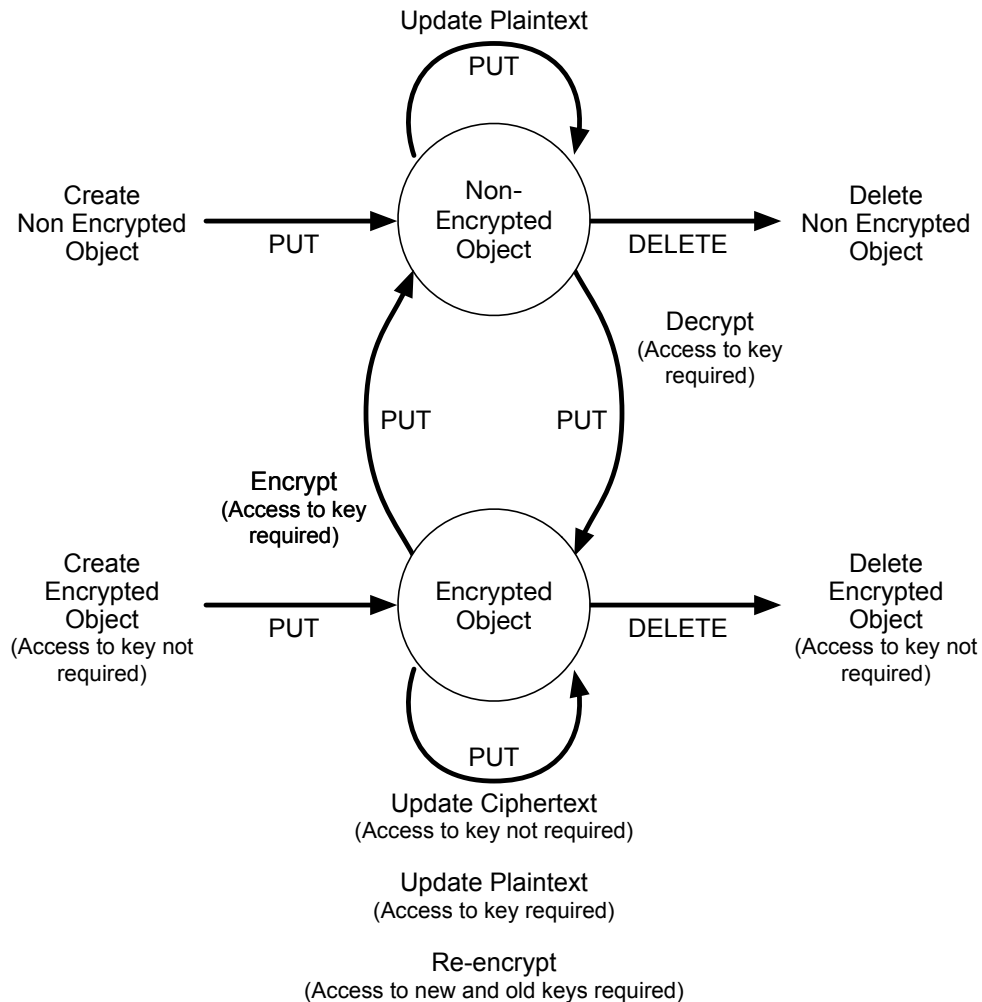 Update Plaintext
PUT
Create
Non Encrypted
Object
PUT
Non-
Encrypted
Object
DELETE
Delete
Non Encrypted
Object
Decrypt
(Access to key
required)
PUT
PUT
Encrypt
(Access to key
required)
Create
Encrypted
Object
(Access to key not
required)
PUT
Encrypted
Object
DELETE
Delete
Encrypted
Object
(Access to key not
required)
PUT
Update Ciphertext
(Access to key not required)
Update Plaintext
(Access to key required)
Re-encrypt
(Access to new and old keys required)